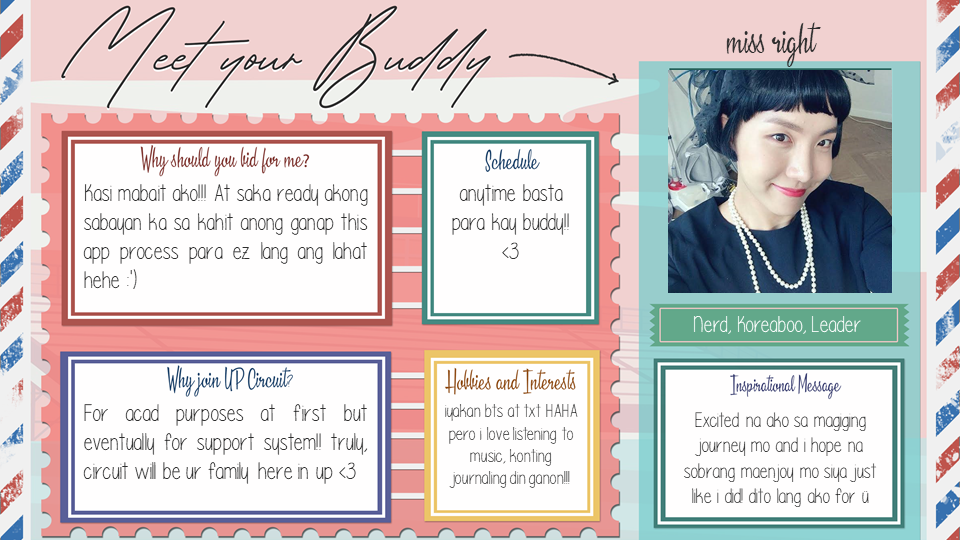 Meet your Buddy
miss right
Why should you bid for me?
Kasi mabait ako!!! At saka ready akong
sabayan ka sa kahit anong ganap this
app process para ez lang ang lahat
hehe :')
Schedule
anytime basta
para kay buddy!!
<3
Nerd, Koreaboo, Leader
Why join UP Circuit?
For acad purposes at first but
eventually for support system!! truly,
circuit will be ur family here in up <3
Hobbies and Interests
iyakan bts at txt HAHA
pero i love listening to
music, konting
journaling din ganon!!!
Inspirational Message
Excited na ako sa magiging
journey mo and i hope na
sobrang maenjoy mo siya just
like i did! dito lang ako for ü